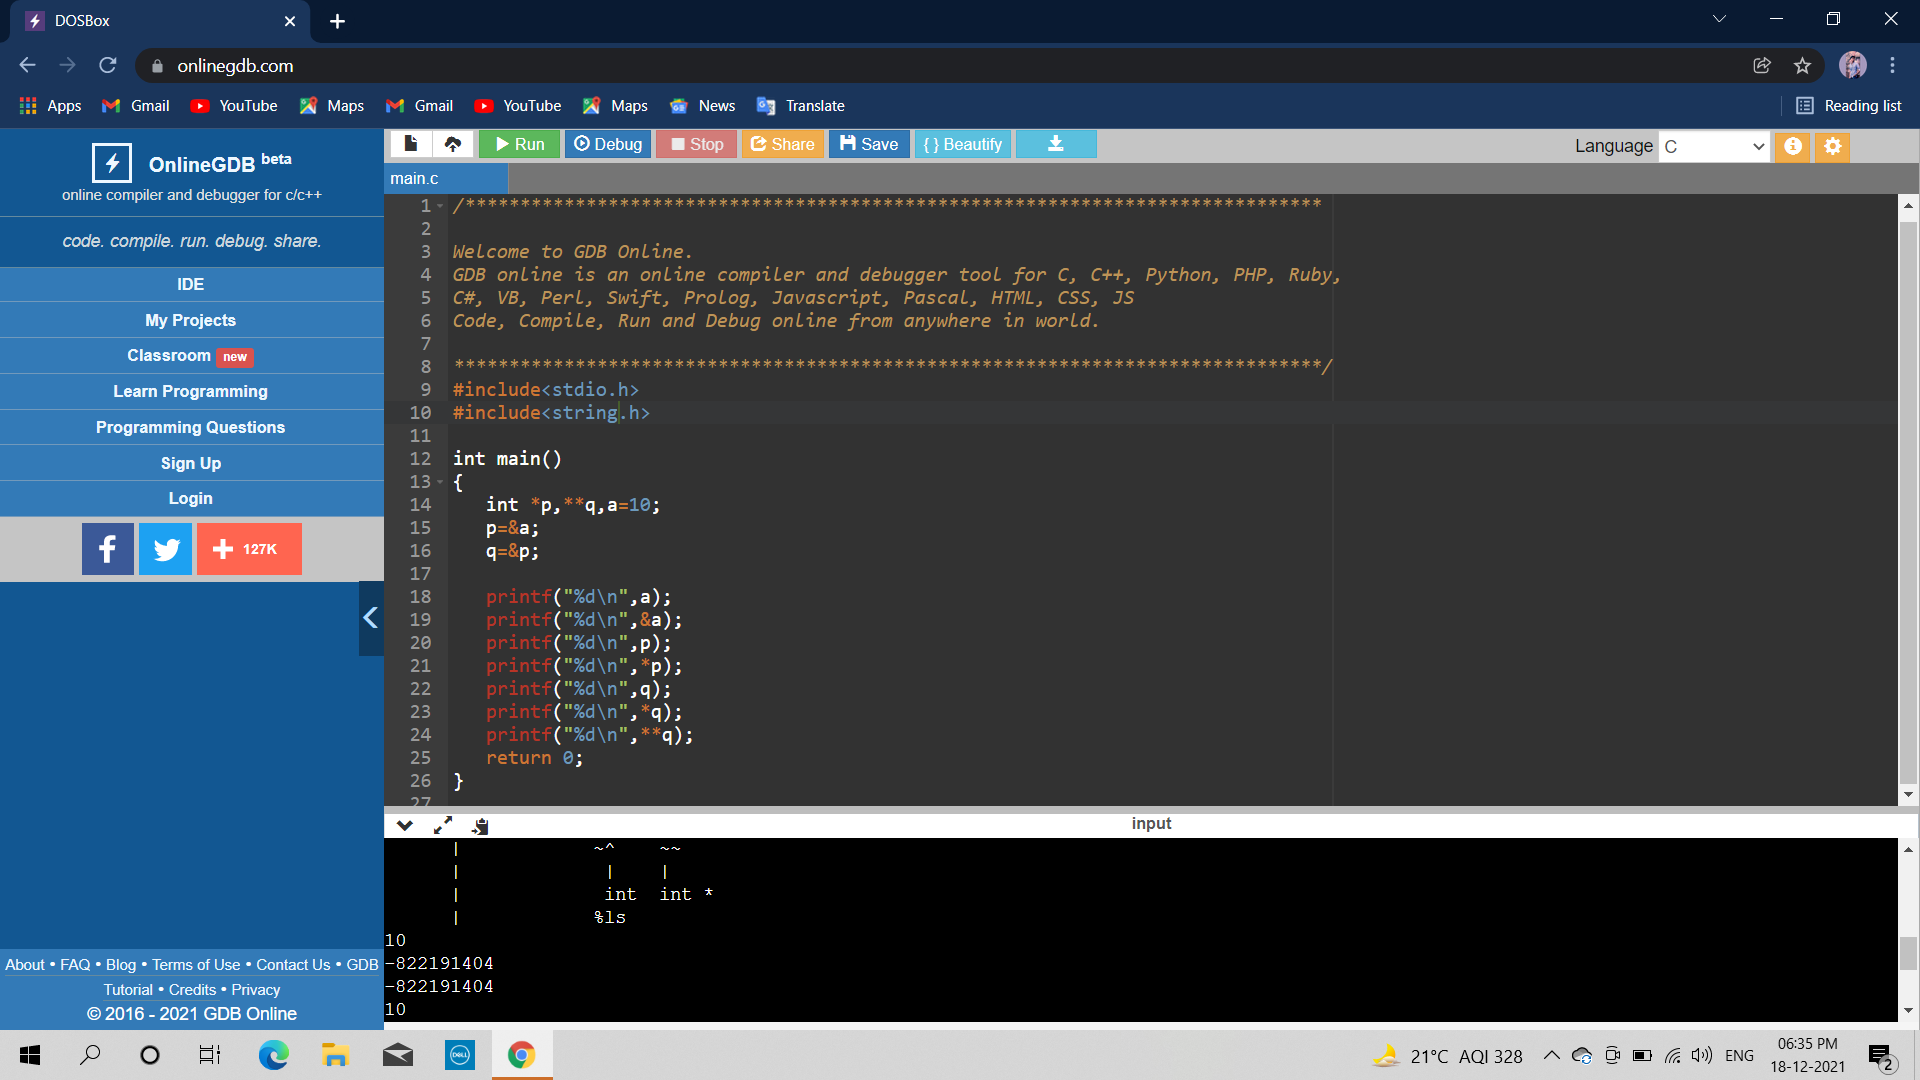 DOSBox
onlinegdb.com
Apps Gmail YouTube Maps Gmail YouTube Maps News Translate Reading list
OnlineGDB beta
online compiler and debugger for c/c++
code. compile. run. debug. share.
IDE
My Projects
Classroom new
Learn Programming
Programming Questions
Sign Up
Login
f + 127K
About • FAQ • Blog • Terms of Use • Contact Us • GDB
Tutorial • Credits • Privacy
© 2016 - 2021 GDB Online
Run Debug Stop Share Save { } Beautify Language C
main.c
1 /******************************************************************************
2
3 Welcome to GDB Online.
4 GDB online is an online compiler and debugger tool for C, C++, Python, PHP, Ruby,
5 C#, VB, Perl, Swift, Prolog, Javascript, Pascal, HTML, CSS, JS
6 Code, Compile, Run and Debug online from anywhere in world.
7
8 *******************************************************************************/
9 #include<stdio.h>
10 #include<string.h>
11
12 int main()
13 {
14 int *p,**q,a=10;
15 p=&a;
16 q=&p;
17
18 printf("%d\n",a);
19 printf("%d\n",&a);
20 printf("%d\n",p);
21 printf("%d\n",*p);
22 printf("%d\n",q);
23 printf("%d\n",*q);
24 printf("%d\n",**q);
25 return 0;
26 }
27
input
| ~^ ~~
| | |
| int int *
| %ls
10
-822191404
-822191404
10
DELL
21°C AQI 328 ENG
06:35 PM
18-12-2021
2